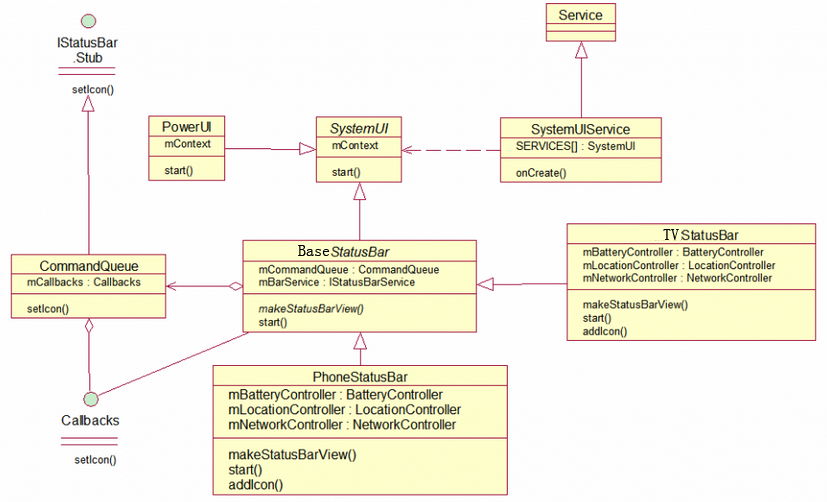 Service
IStatusBar
.Stub
setIcon()
PowerUI
mContext
start()
SystemUI
mContext
start()
SystemUIService
SERVICES[] : SystemUI
onCreate()
CommandQueue
mCallbacks : Callbacks
setIcon()
BaseStatusBar
mCommandQueue : CommandQueue
mBarService : IStatusBarService
makeStatusBarView()
start()
TVStatusBar
mBatteryController : BatteryController
mLocationController : LocationController
mNetworkController : NetworkController
makeStatusBarView()
start()
addIcon()
PhoneStatusBar
mBatteryController : BatteryController
mLocationController : LocationController
mNetworkController : NetworkController
makeStatusBarView()
start()
addIcon()
Callbacks
setIcon()